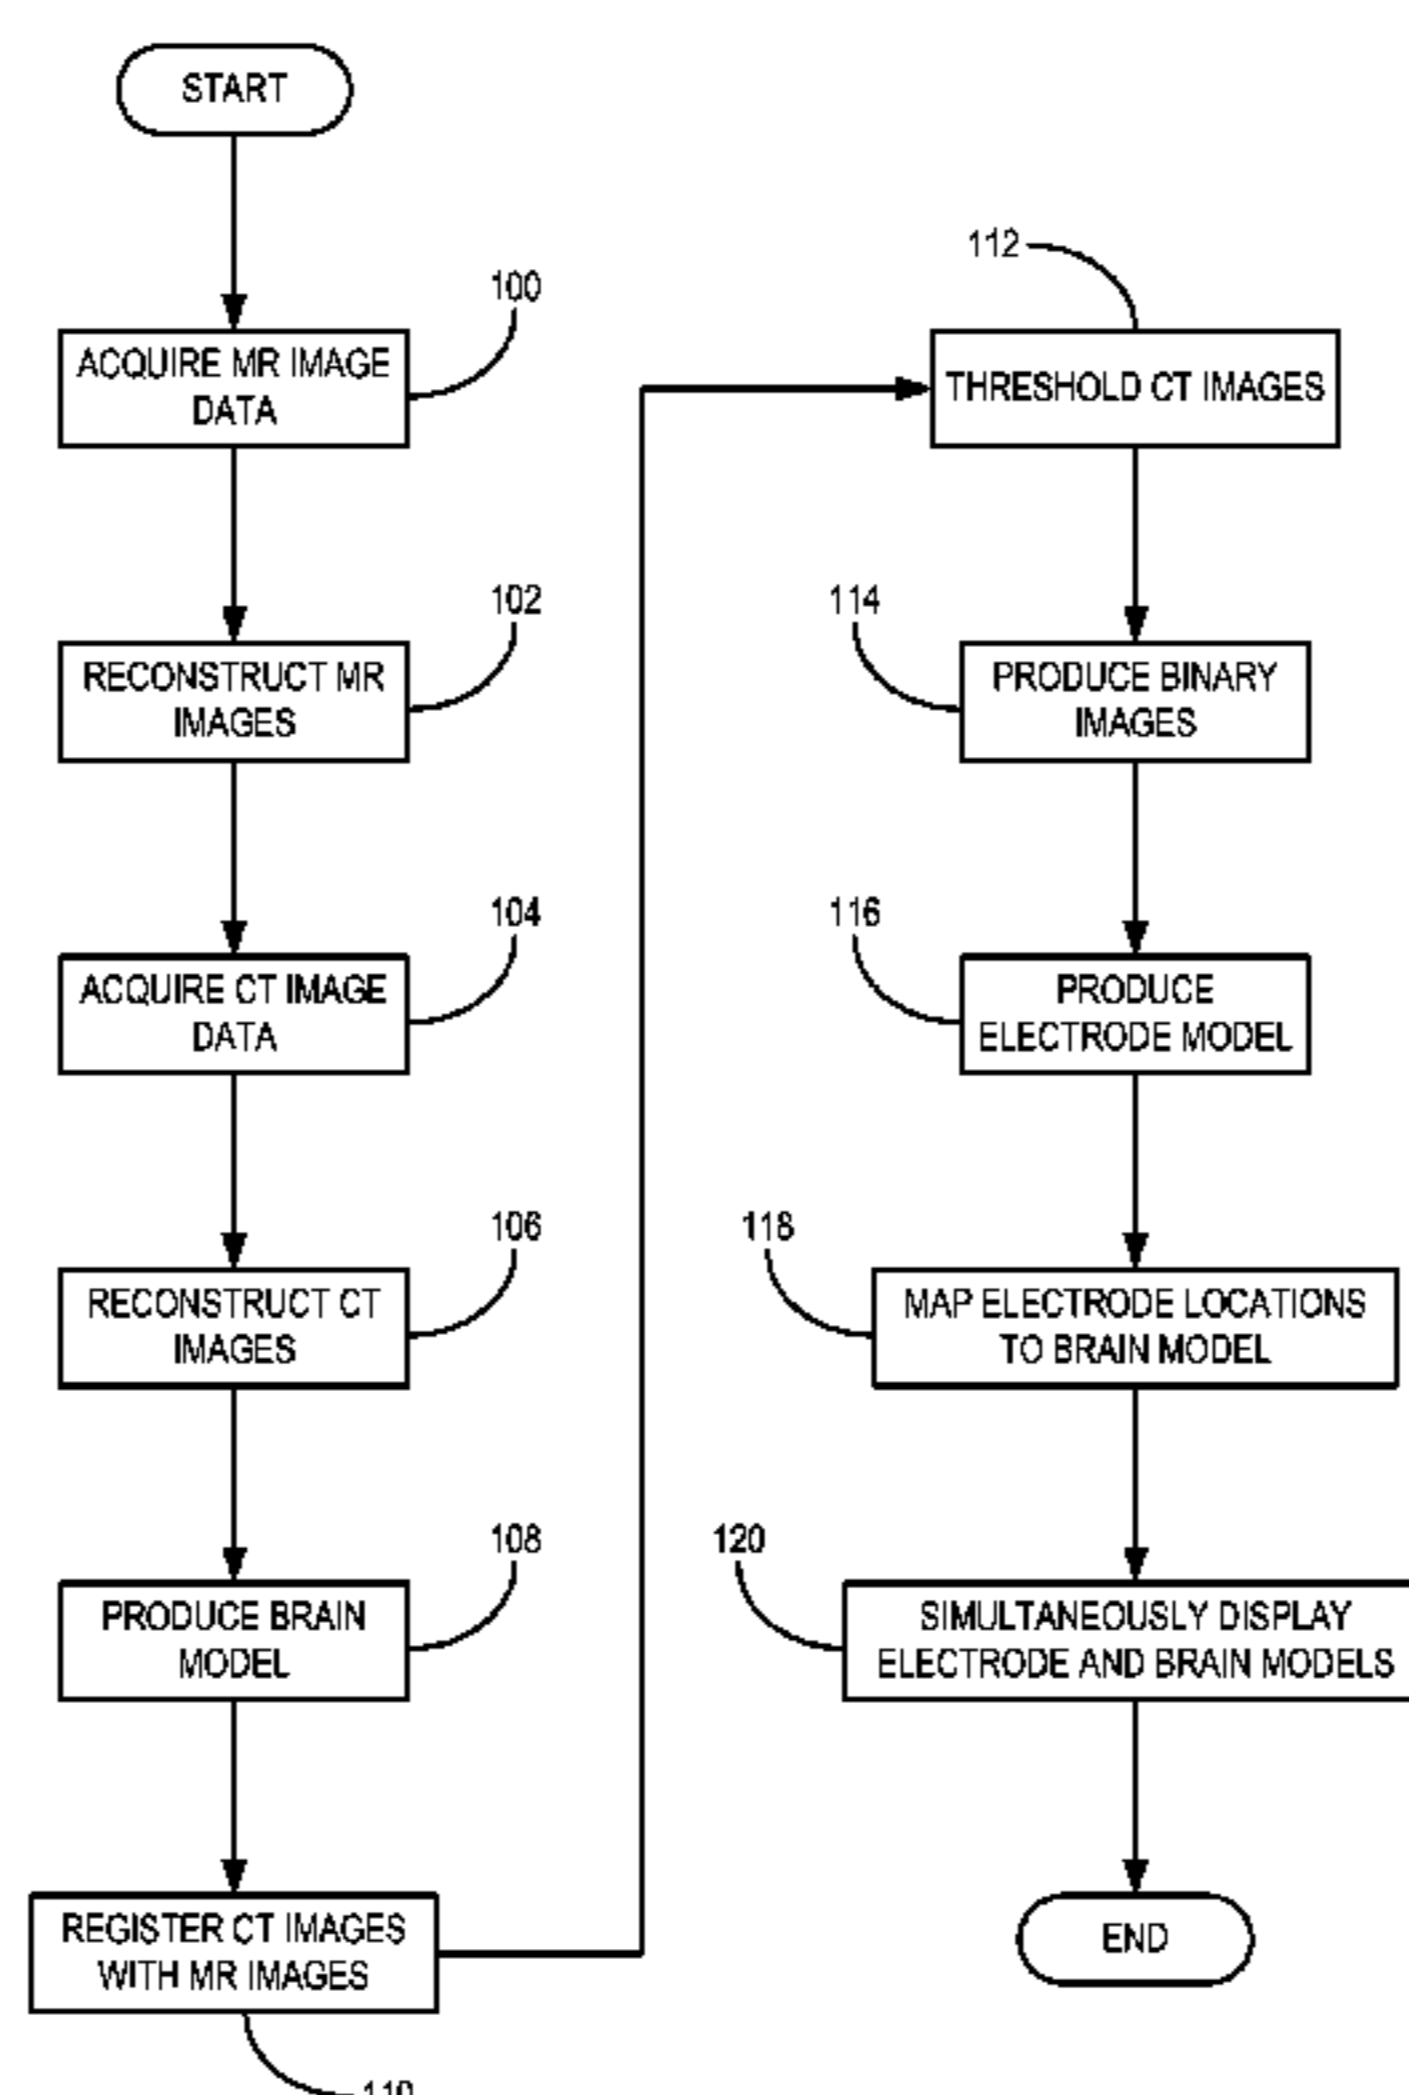 START
100
ACQUIRE MR IMAGE
DATA
102
RECONSTRUCT MR
IMAGES
104
ACQUIRE CT IMAGE
DATA
106
RECONSTRUCT CT
IMAGES
108
PRODUCE BRAIN
MODEL
REGISTER CT IMAGES
WITH MR IMAGES
110
112
THRESHOLD CT IMAGES
114
PRODUCE BINARY
IMAGES
116
PRODUCE
ELECTRODE MODEL
118
MAP ELECTRODE LOCATIONS
TO BRAIN MODEL
120
SIMULTANEOUSLY DISPLAY
ELECTRODE AND BRAIN MODELS
END